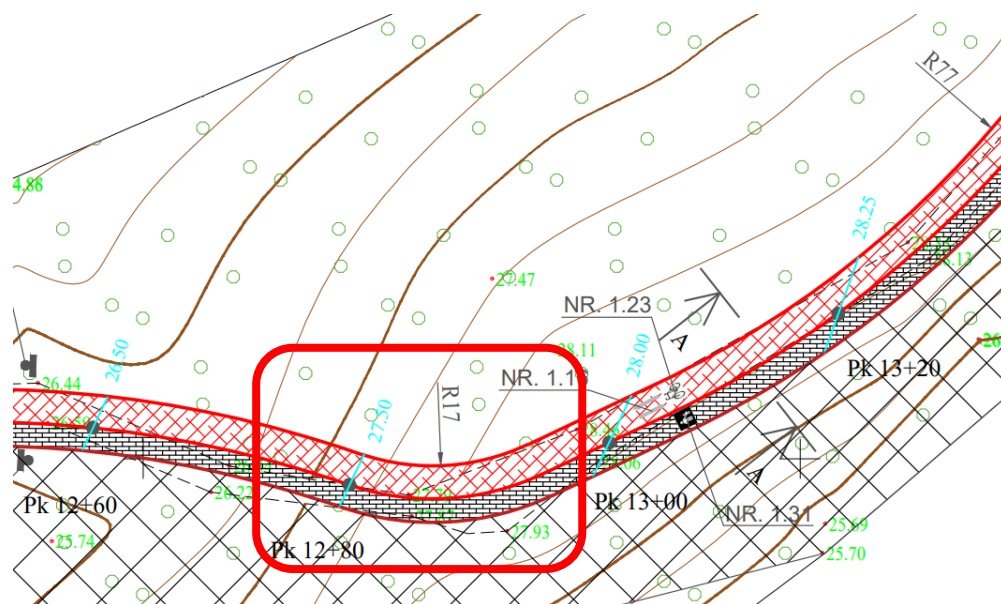 R77
4.88
28.25
27.47
NR. 1.23
A
28.11
28.00
26.50
26.44
NR. 1.1
R17
27.50
Pk 13+20
26.22
Pk 12+60
Pk 13+00
A
NR. 1.31
27.93
25.69
25.74
Pk 12+80
25.70